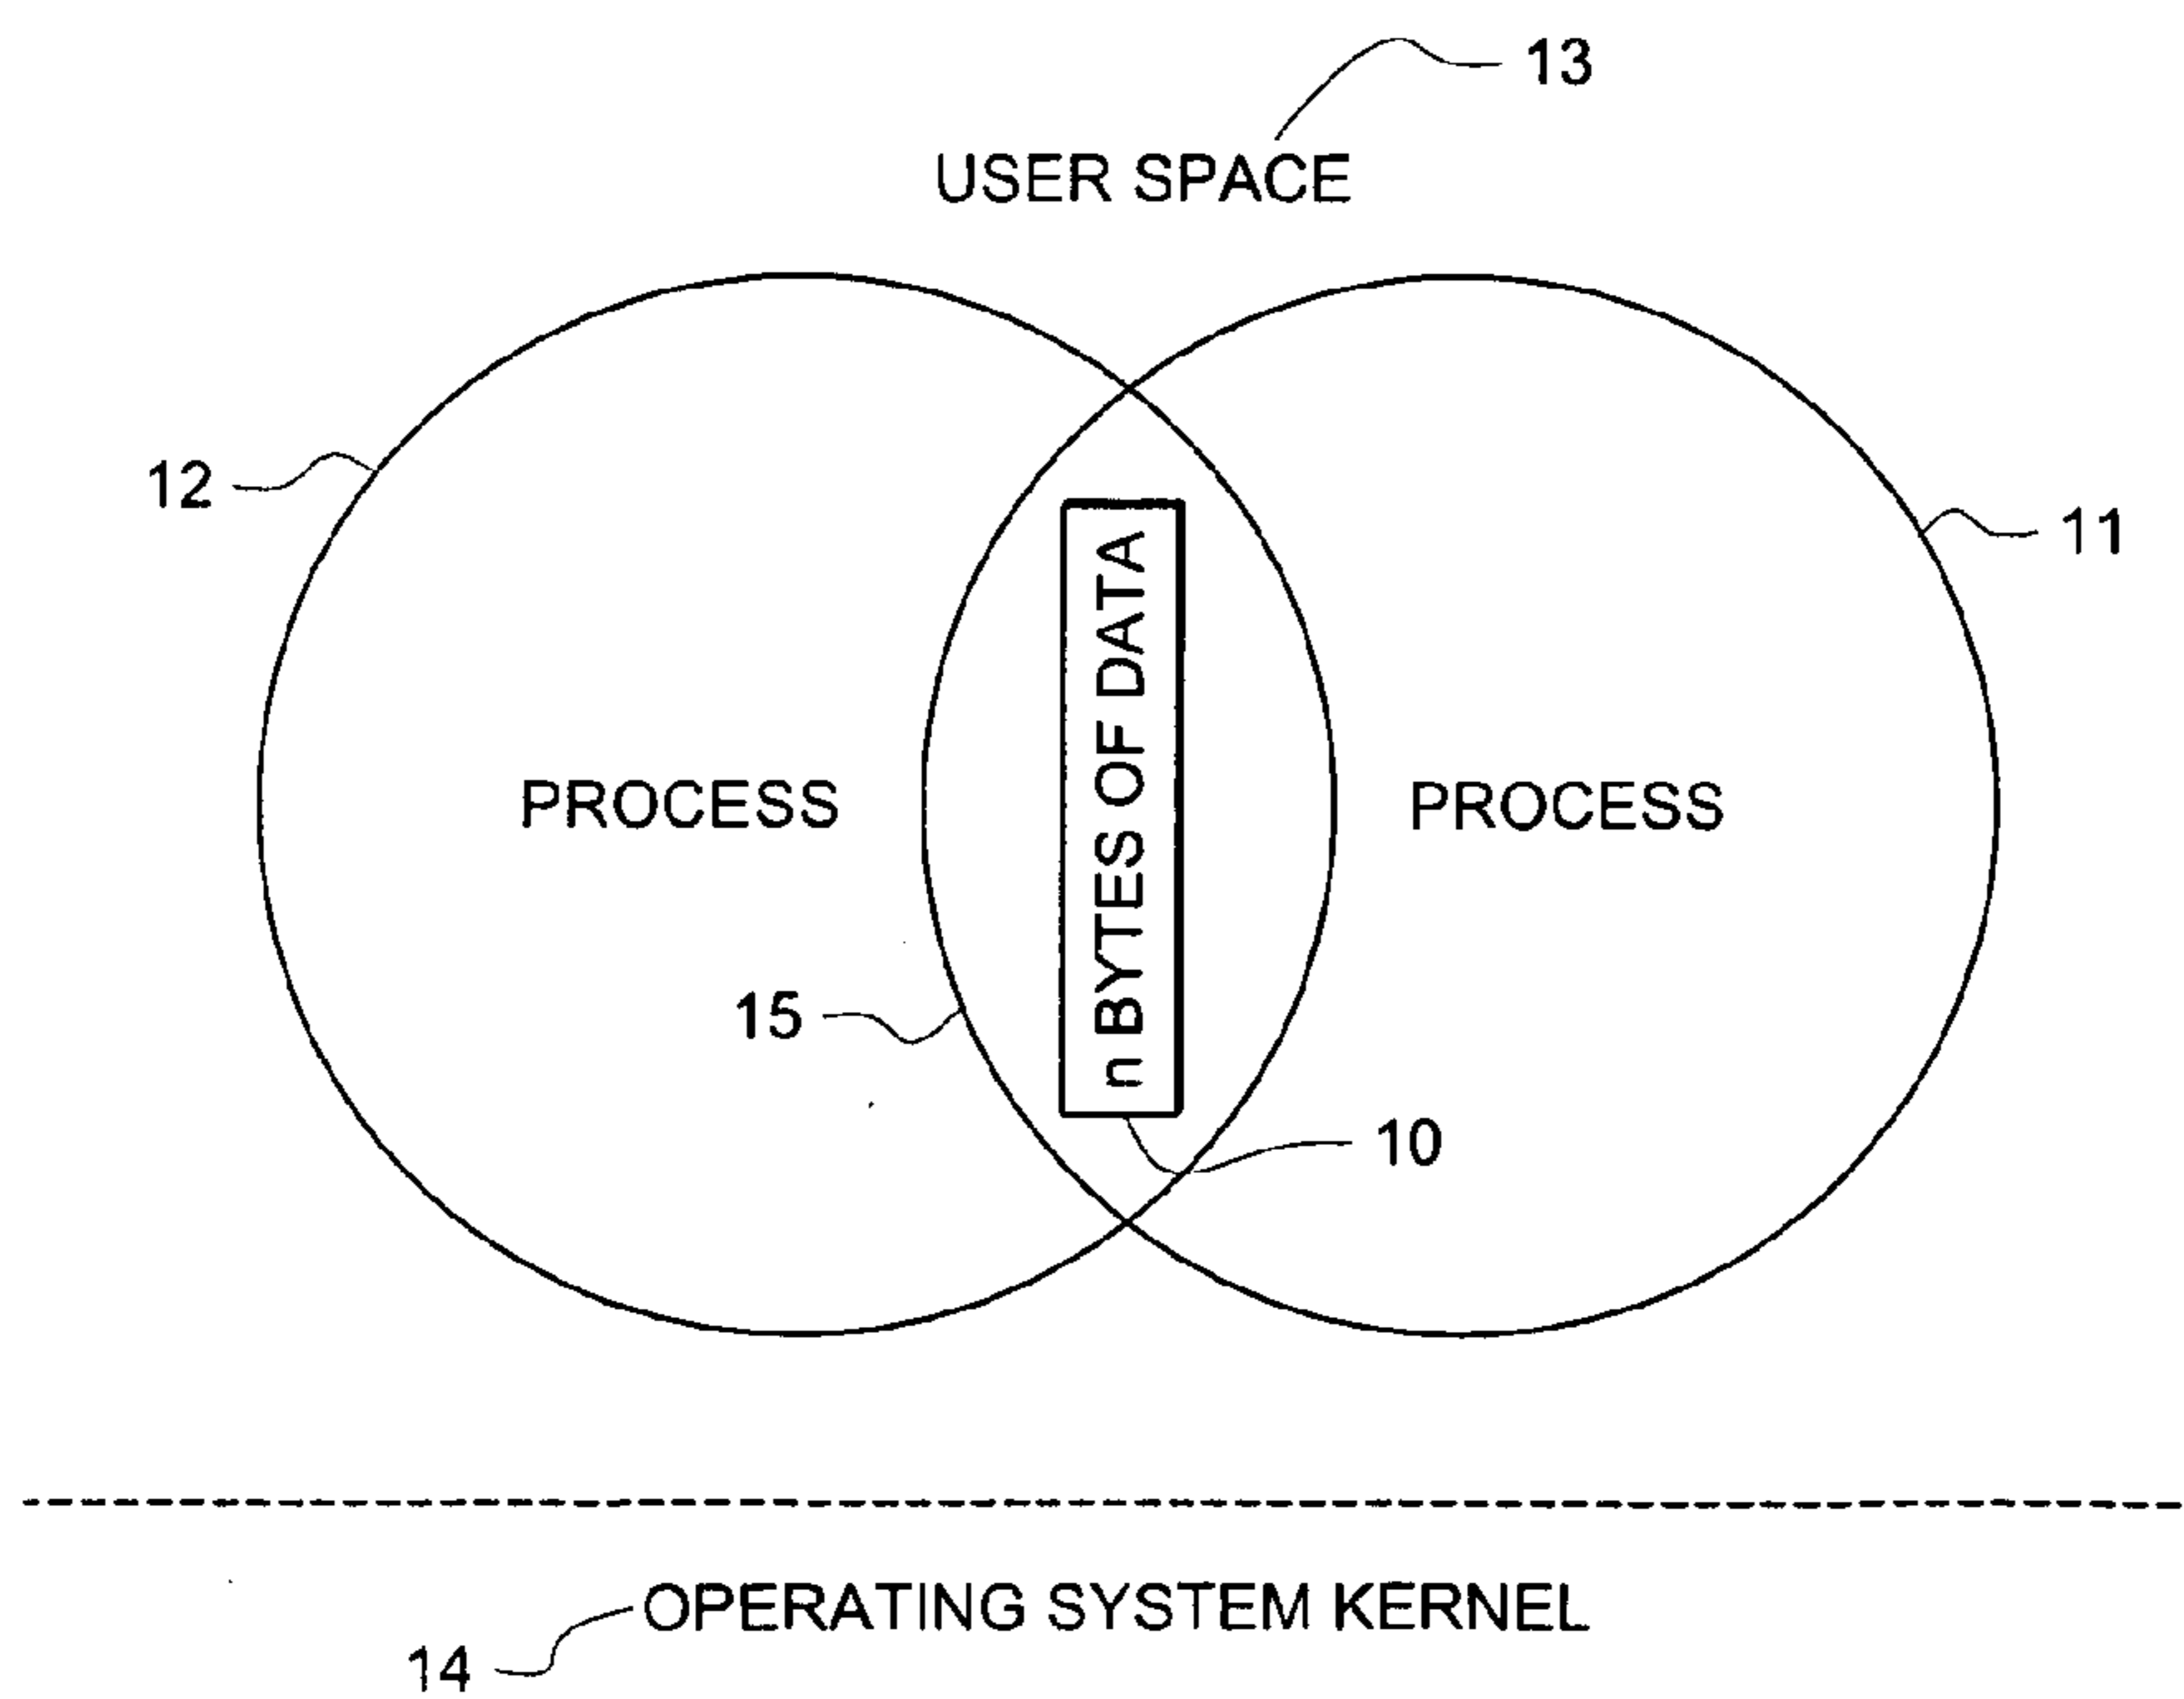 13
USER SPACE
12
11
n BYTES OF DATA
PROCESS
PROCESS
15
10
OPERATING SYSTEM KERNEL
14